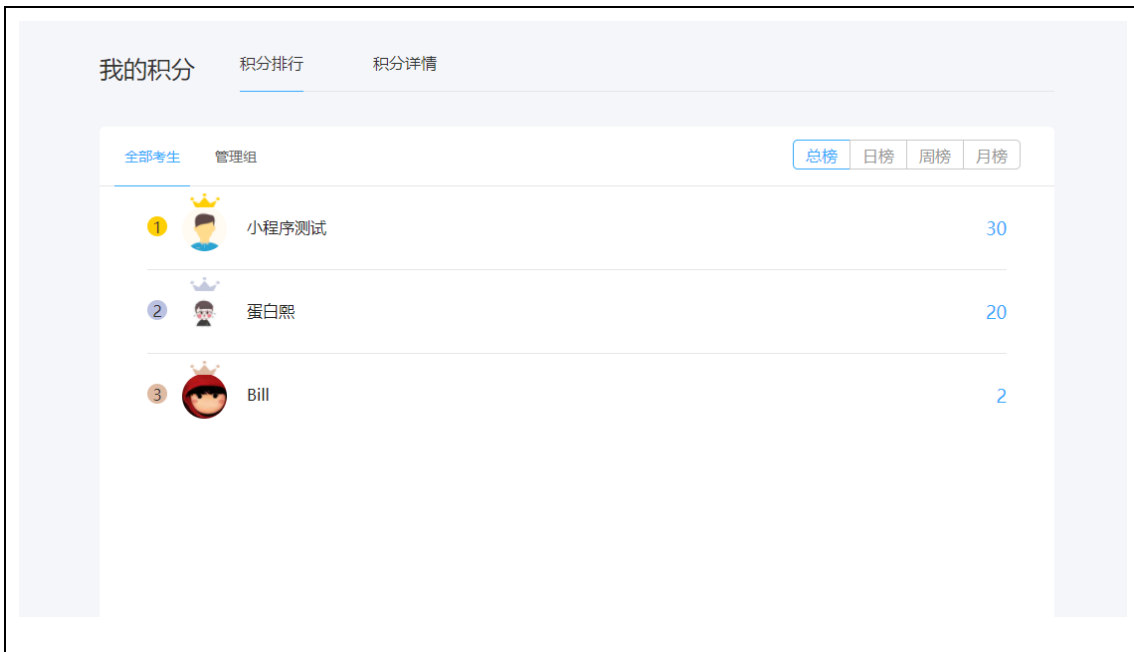 我的积分 积分排行 积分详情
全部考生 管理组 总榜 日榜 周榜 月榜
1 小程序测试 30
2 蛋白熙 20
3 Bill 2